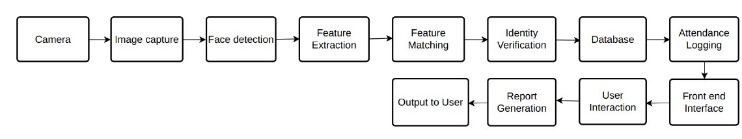 Camera
Image capture
Face detection
Feature
Extraction
Feature
Matching
Identity
Verification
Database
Attendance
Logging
Front end
Interface
User
Interaction
Report
Generation
Output to User